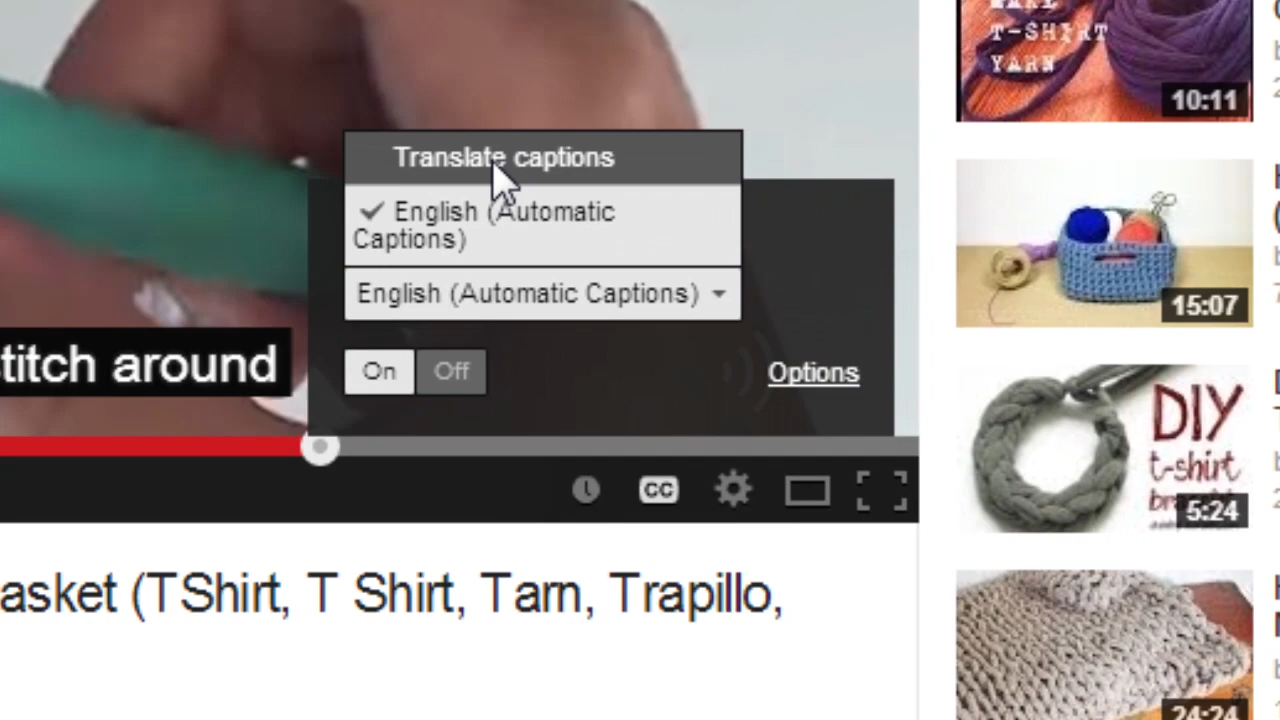 Translate captions
English (Automatic
Captions)
English (Automatic Captions)
On Off
Options
titch around
CC
asket (TShirt, T Shirt, Tarn, Trapillo,
T-SHIRT
YARN
10:11
15:07
DIY
t-shirt
5:24
24:24